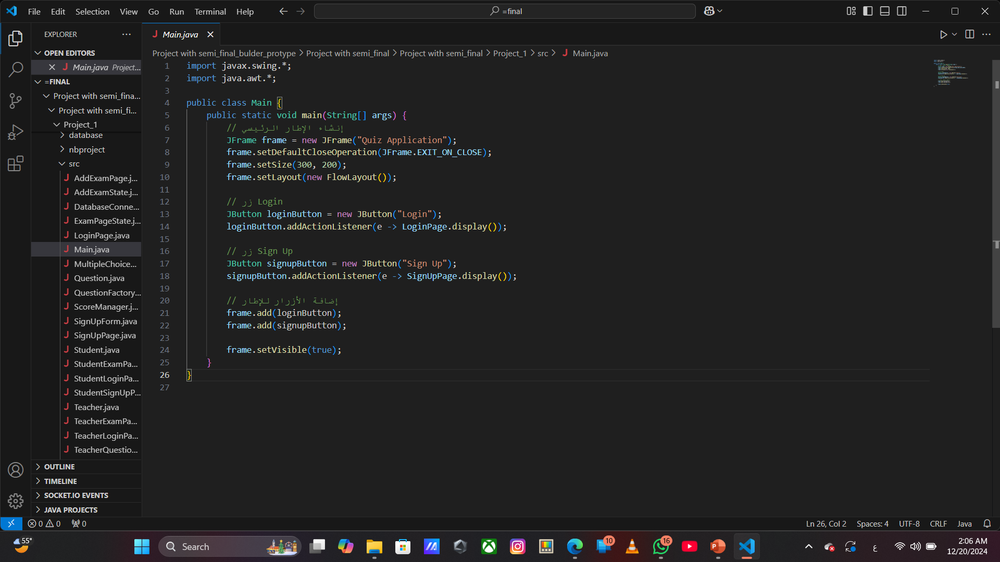 File Edit Selection View Go Run Terminal Help
=final
EXPLORER
OPEN EDITORS
Main.java Project...
=FINAL
Project with semi_fina...
Project with semi_fi...
Project_1
database
nbproject
src
AddExamPage.j...
AddExamState.j...
DatabaseConne...
ExamPageState.j...
LoginPage.java
Main.java
MultipleChoice...
Question.java
QuestionFactory...
ScoreManager.j...
SignUpForm.java
SignUpPage.java
Student.java
StudentExamPa...
StudentLoginPa...
StudentSignUpP...
Teacher.java
TeacherExamPa...
TeacherLoginPa...
TeacherQuestio...
OUTLINE
TIMELINE
SOCKET.IO EVENTS
JAVA PROJECTS
Main.java
Project with semi_final_bulder_protype > Project with semi_final > Project with semi_final > Project_1 > src > Main.java
1 import javax.swing.*;
2 import java.awt.*;
3
4 public class Main {
5 public static void main(String[] args) {
6 // إنشاء الإطار الرئيسي
7 JFrame frame = new JFrame("Quiz Application");
8 frame.setDefaultCloseOperation(JFrame.EXIT_ON_CLOSE);
9 frame.setSize(300, 200);
10 frame.setLayout(new FlowLayout());
11
12 // زر Login
13 JButton loginButton = new JButton("Login");
14 loginButton.addActionListener(e -> LoginPage.display());
15
16 // زر Sign Up
17 JButton signupButton = new JButton("Sign Up");
18 signupButton.addActionListener(e -> SignUpPage.display());
19
20 // إضافة الأزرار للإطار
21 frame.add(loginButton);
22 frame.add(signupButton);
23
24 frame.setVisible(true);
25 }
26 }
27
0 0 0
Ln 26, Col 2 Spaces: 4 UTF-8 CRLF Java
55°
Search
10
16
ع
2:06 AM
12/20/2024